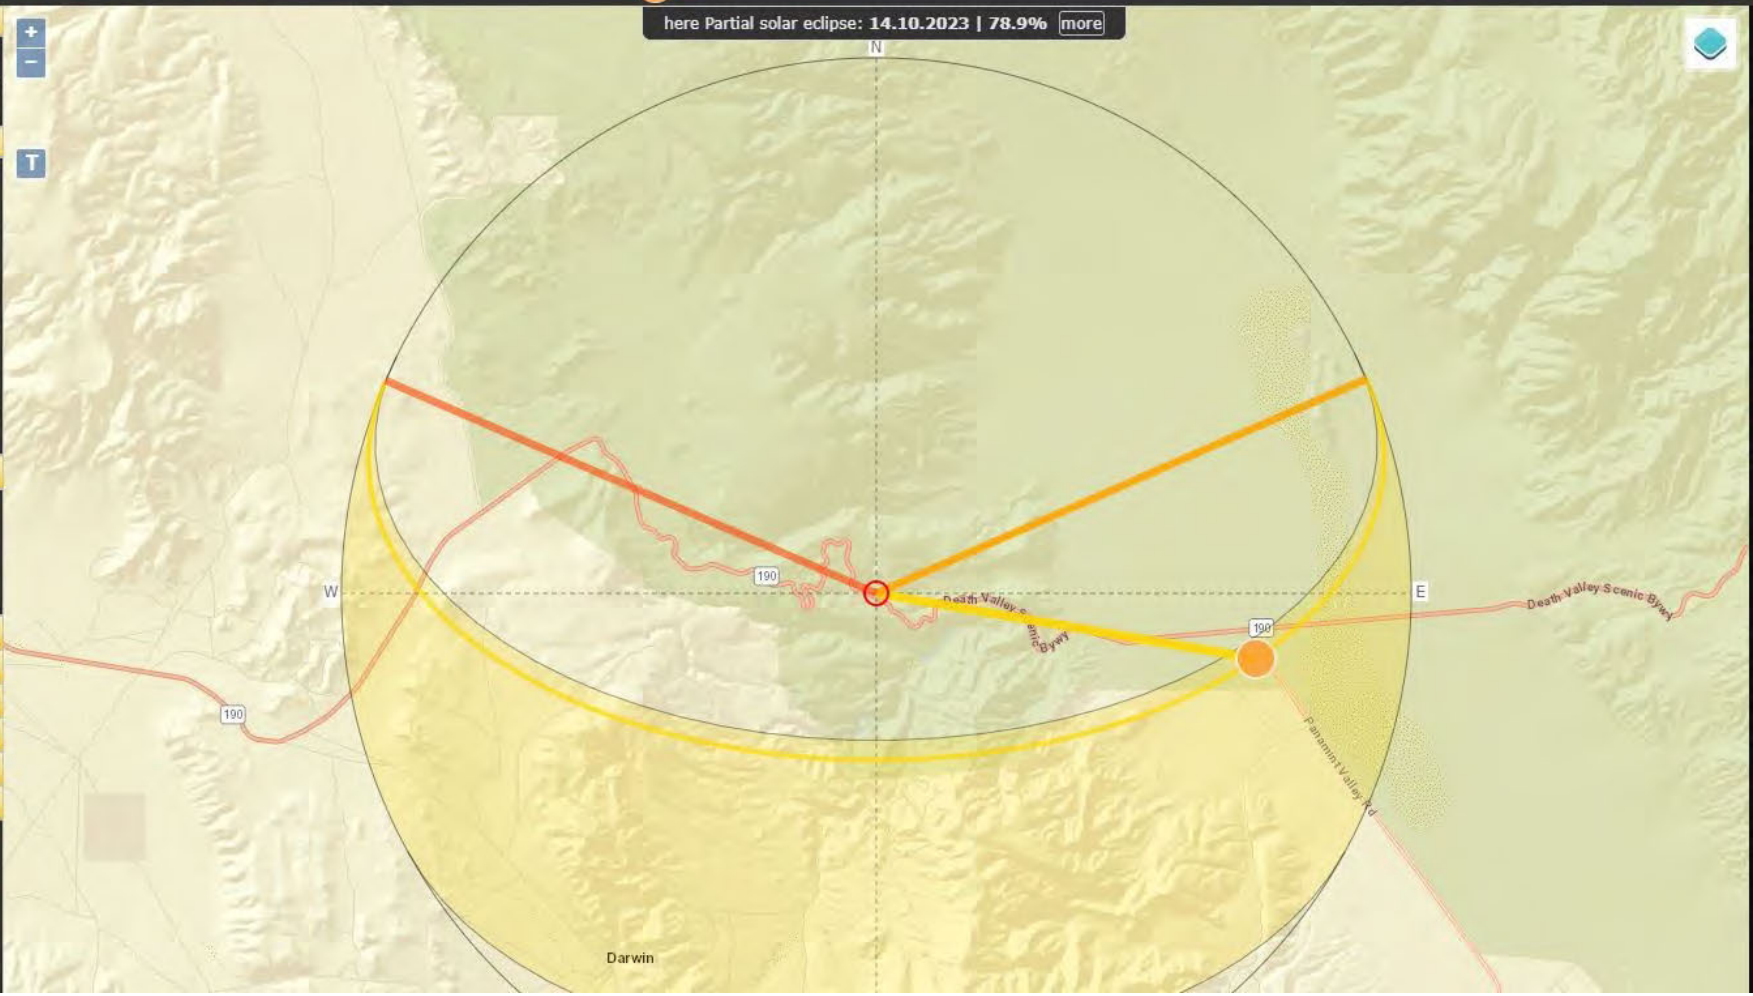 here Partial solar eclipse: 14.10.2023 | 78.9% more
+
−
T
N
W
E
190
Death Valley Scenic Bywy
190
Death Valley Scenic Bywy
190
Panamint Valley Rd
Darwin